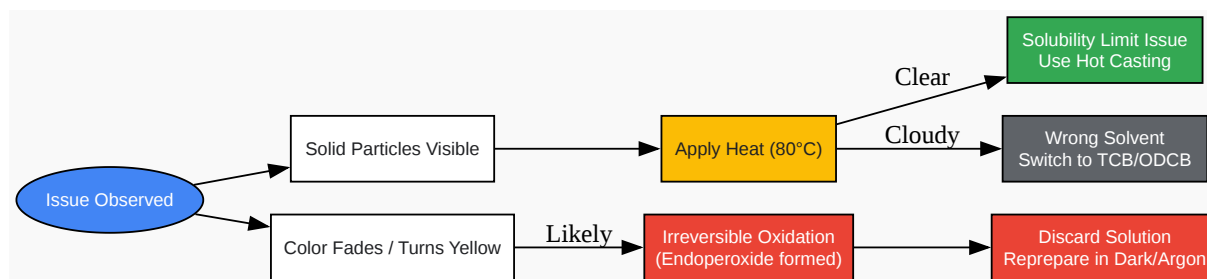 Issue Observed
Solid Particles Visible
Apply Heat (80°C)
Clear
Solubility Limit Issue
Use Hot Casting
Cloudy
Wrong Solvent
Switch to TCB/ODCB
Color Fades / Turns Yellow
Likely
Irreversible Oxidation
(Endoperoxide formed)
Discard Solution
Reprepare in Dark/Argon